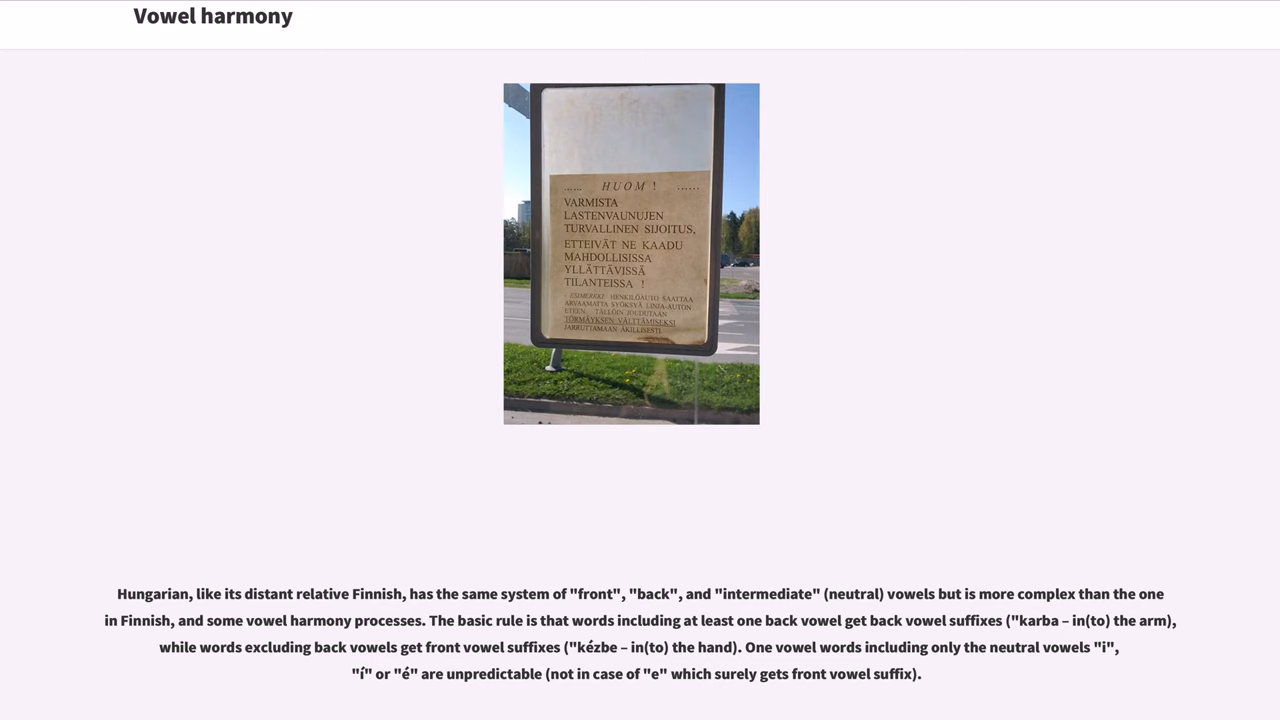 Vowel harmony
...... HUOM ! ......
VARMISTA
LASTENVAUNUJEN
TURVALLINEN SIJOITUS,
ETTEIVÄT NE KAADU
MAHDOLLISISSA
YLLÄTTÄVISSÄ
TILANTEISSA !
ESIMERKKI HENKILÖAUTO SAATTAA
ARVAAMATTA SYÖKSYÄ LINJA-AUTON
ETEEN TÄLLÖIN JOUDUTAAN
TÖRMÄYKSEN VÄLTTÄMISEKSI
JARRUTTAMAAN ÄKILLISESTI
Hungarian, like its distant relative Finnish, has the same system of "front", "back", and "intermediate" (neutral) vowels but is more complex than the one
in Finnish, and some vowel harmony processes. The basic rule is that words including at least one back vowel get back vowel suffixes ("karba – in(to) the arm),
while words excluding back vowels get front vowel suffixes ("kézbe – in(to) the hand). One vowel words including only the neutral vowels "i",
"í" or "é" are unpredictable (not in case of "e" which surely gets front vowel suffix).